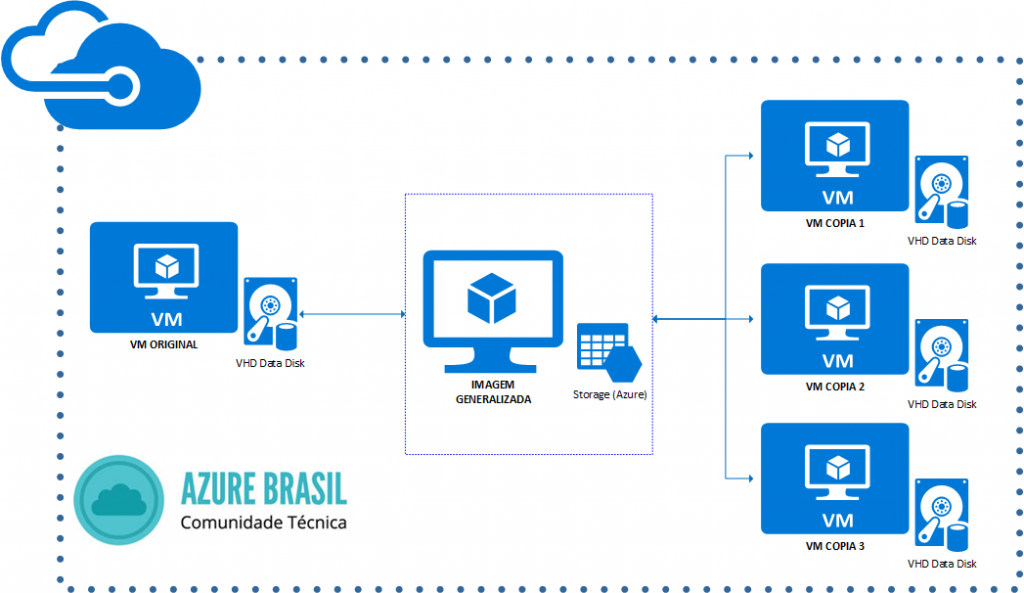 VM
VM ORIGINAL
VHD Data Disk
IMAGEM
GENERALIZADA
Storage (Azure)
VM
VM COPIA 1
VHD Data Disk
VM
VM COPIA 2
VHD Data Disk
VM
VM COPIA 3
VHD Data Disk
AZURE BRASIL
Comunidade Técnica